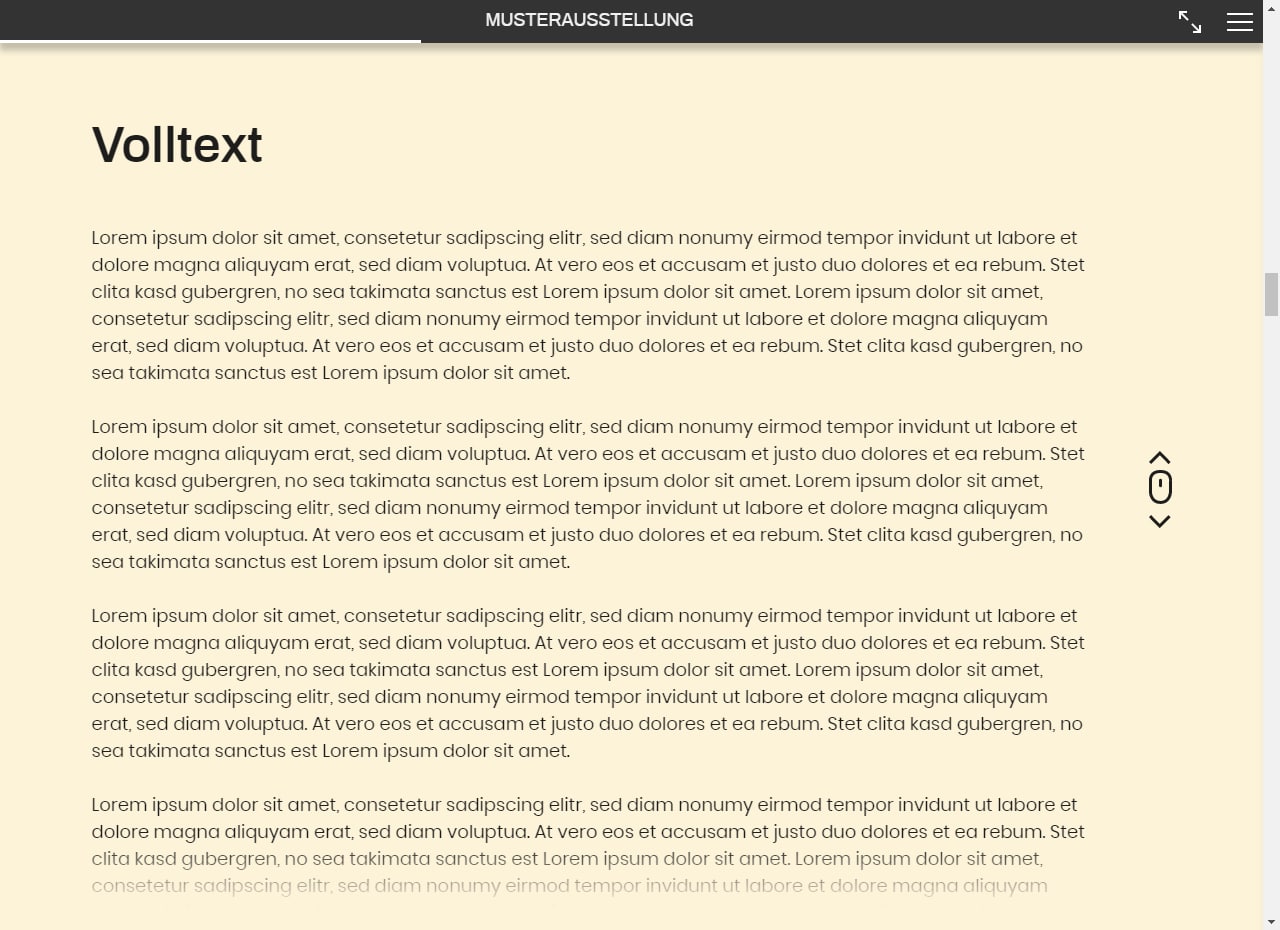 MUSTERAUSSTELLUNG
Volltext
Lorem ipsum dolor sit amet, consetetur sadipscing elitr, sed diam nonumy eirmod tempor invidunt ut labore et
dolore magna aliquyam erat, sed diam voluptua. At vero eos et accusam et justo duo dolores et ea rebum. Stet
clita kasd gubergren, no sea takimata sanctus est Lorem ipsum dolor sit amet. Lorem ipsum dolor sit amet,
consetetur sadipscing elitr, sed diam nonumy eirmod tempor invidunt ut labore et dolore magna aliquyam
erat, sed diam voluptua. At vero eos et accusam et justo duo dolores et ea rebum. Stet clita kasd gubergren, no
sea takimata sanctus est Lorem ipsum dolor sit amet.
Lorem ipsum dolor sit amet, consetetur sadipscing elitr, sed diam nonumy eirmod tempor invidunt ut labore et
dolore magna aliquyam erat, sed diam voluptua. At vero eos et accusam et justo duo dolores et ea rebum. Stet
clita kasd gubergren, no sea takimata sanctus est Lorem ipsum dolor sit amet. Lorem ipsum dolor sit amet,
consetetur sadipscing elitr, sed diam nonumy eirmod tempor invidunt ut labore et dolore magna aliquyam
erat, sed diam voluptua. At vero eos et accusam et justo duo dolores et ea rebum. Stet clita kasd gubergren, no
sea takimata sanctus est Lorem ipsum dolor sit amet.
Lorem ipsum dolor sit amet, consetetur sadipscing elitr, sed diam nonumy eirmod tempor invidunt ut labore et
dolore magna aliquyam erat, sed diam voluptua. At vero eos et accusam et justo duo dolores et ea rebum. Stet
clita kasd gubergren, no sea takimata sanctus est Lorem ipsum dolor sit amet. Lorem ipsum dolor sit amet,
consetetur sadipscing elitr, sed diam nonumy eirmod tempor invidunt ut labore et dolore magna aliquyam
erat, sed diam voluptua. At vero eos et accusam et justo duo dolores et ea rebum. Stet clita kasd gubergren, no
sea takimata sanctus est Lorem ipsum dolor sit amet.
Lorem ipsum dolor sit amet, consetetur sadipscing elitr, sed diam nonumy eirmod tempor invidunt ut labore et
dolore magna aliquyam erat, sed diam voluptua. At vero eos et accusam et justo duo dolores et ea rebum. Stet
clita kasd gubergren, no sea takimata sanctus est Lorem ipsum dolor sit amet. Lorem ipsum dolor sit amet,
consetetur sadipscing elitr, sed diam nonumy eirmod tempor invidunt ut labore et dolore magna aliquyam